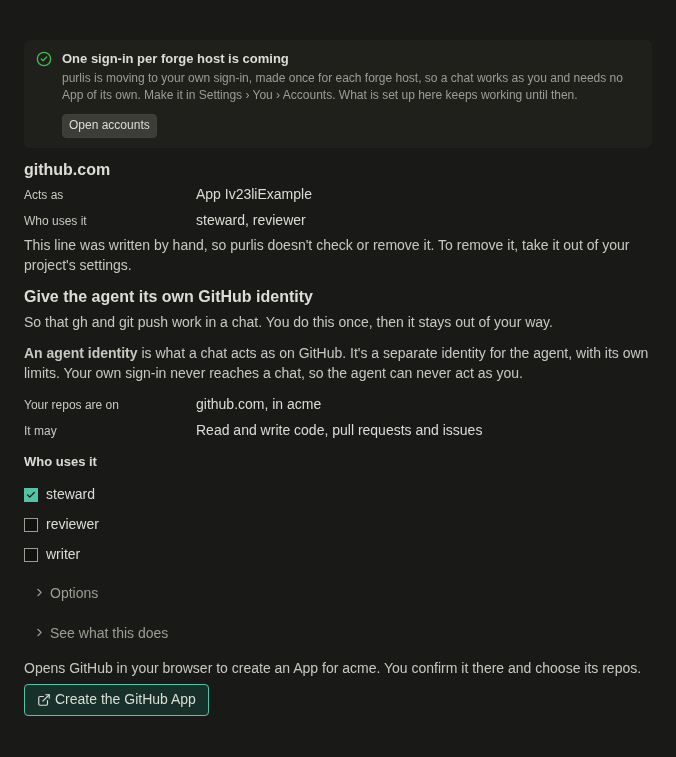 One sign-in per forge host is coming
purlis is moving to your own sign-in, made once for each forge host, so a chat works as you and needs no
App of its own. Make it in Settings › You › Accounts. What is set up here keeps working until then.
Open accounts
github.com
Acts as App Iv23liExample
Who uses it steward, reviewer
This line was written by hand, so purlis doesn't check or remove it. To remove it, take it out of your
project's settings.
Give the agent its own GitHub identity
So that gh and git push work in a chat. You do this once, then it stays out of your way.
An agent identity is what a chat acts as on GitHub. It's a separate identity for the agent, with its own
limits. Your own sign-in never reaches a chat, so the agent can never act as you.
Your repos are on github.com, in acme
It may Read and write code, pull requests and issues
Who uses it
steward
reviewer
writer
Options
See what this does
Opens GitHub in your browser to create an App for acme. You confirm it there and choose its repos.
Create the GitHub App